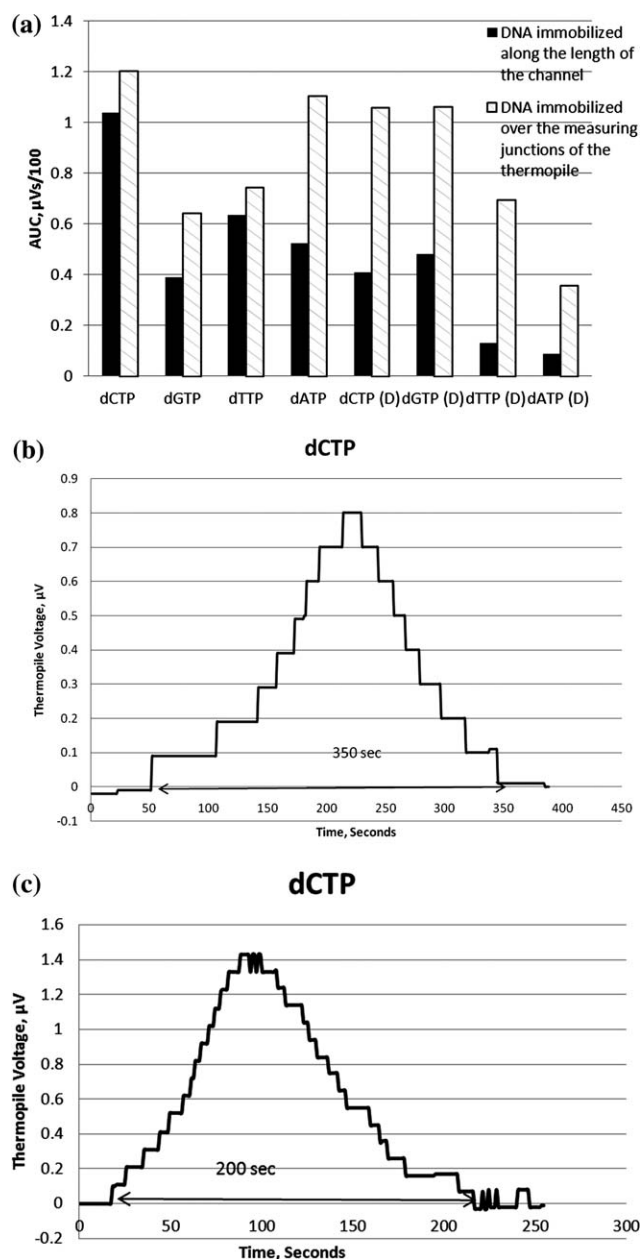 (a)
DNA immobilized
along the length of
the channel
DNA immobilized
over the measuring
junctions of the
thermopile
AUC, µVs/100
1.4
1.2
1
0.8
0.6
0.4
0.2
0
dCTP dGTP dTTP dATP dCTP (D) dGTP (D) dTTP (D) dATP (D)
(b)
dCTP
Thermopile Voltage, µV
0.9
0.8
0.7
0.6
0.5
0.4
0.3
0.2
0.1
0
-0.1
350 sec
0 50 100 150 200 250 300 350 400 450
Time, Seconds
(c)
dCTP
Thermopile Voltage, µV
1.6
1.4
1.2
1
0.8
0.6
0.4
0.2
0
-0.2
200 sec
0 50 100 150 200 250 300
Time, Seconds